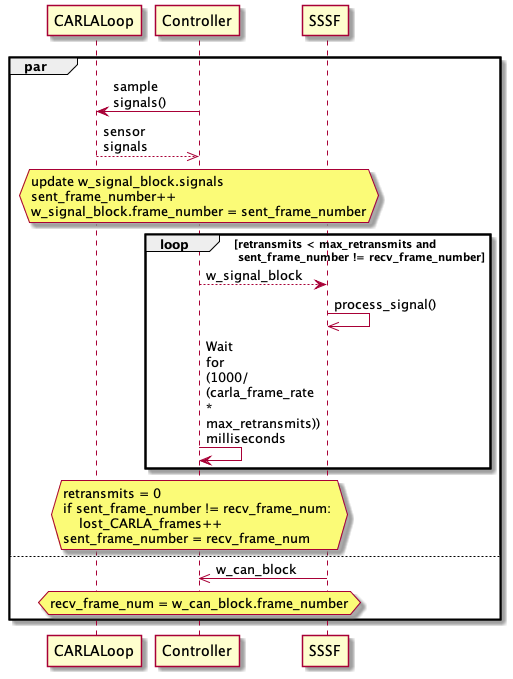 CARLALoop Controller SSSF
par
sample
signals()
sensor
signals
update w_signal_block.signals
sent_frame_number++
w_signal_block.frame_number = sent_frame_number
loop [retransmits < max_retransmits and
sent_frame_number != recv_frame_number]
w_signal_block
process_signal()
Wait
for
(1000/
(carla_frame_rate
*
max_retransmits))
milliseconds
retransmits = 0
if sent_frame_number != recv_frame_num:
lost_CARLA_frames++
sent_frame_number = recv_frame_num
w_can_block
recv_frame_num = w_can_block.frame_number
CARLALoop Controller SSSF